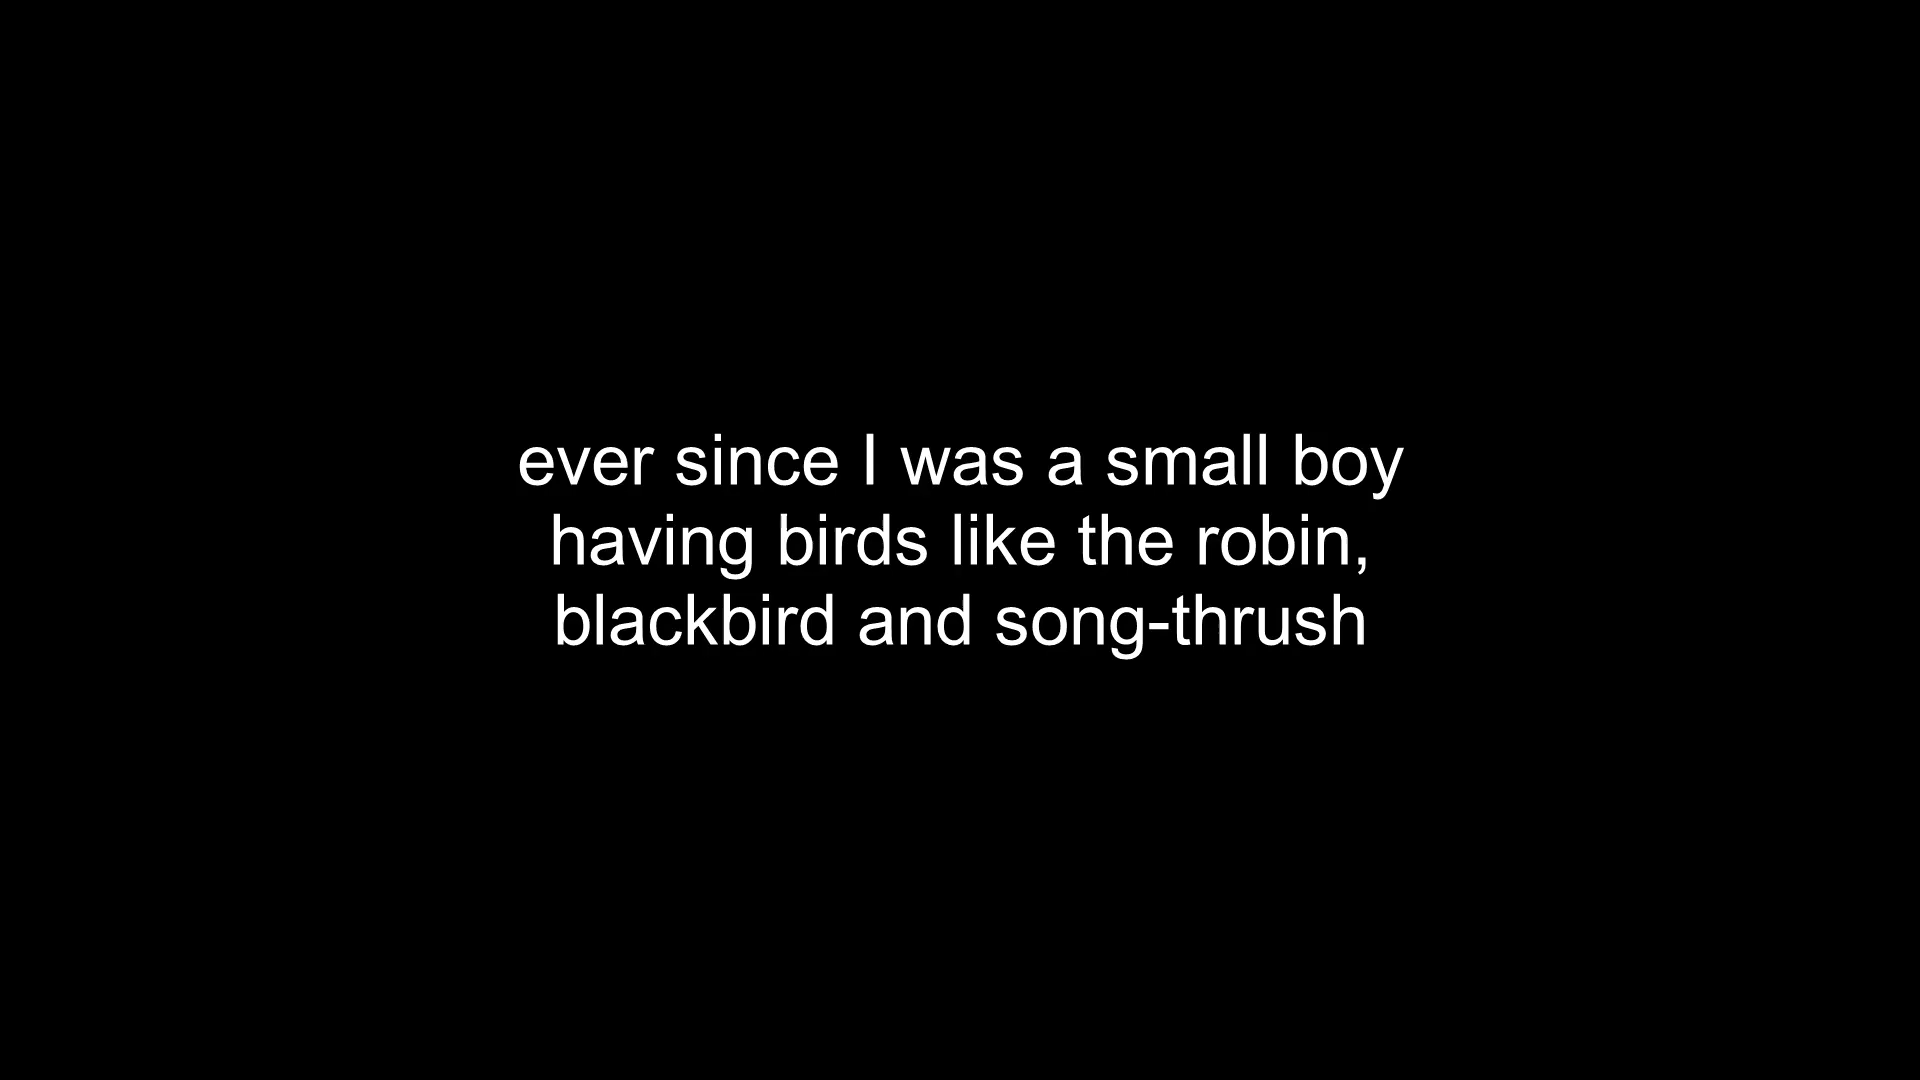 ever since I was a small boy
having birds like the robin,
blackbird and song-thrush